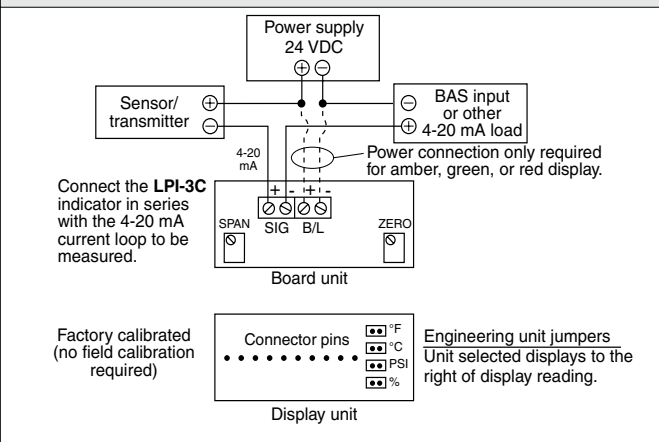 Power supply
24 VDC
+ −
Sensor/
transmitter
+
−
BAS input
or other
4-20 mA load
−
+
4-20
mA
Power connection only required
for amber, green, or red display.
Connect the LPI-3C
indicator in series
with the 4-20 mA
current loop to be
measured.
+ - + -
SPAN
SIG B/L
ZERO
Board unit
Factory calibrated
(no field calibration
required)
Connector pins
°F
°C
PSI
%
Engineering unit jumpers
Unit selected displays to the
right of display reading.
Display unit